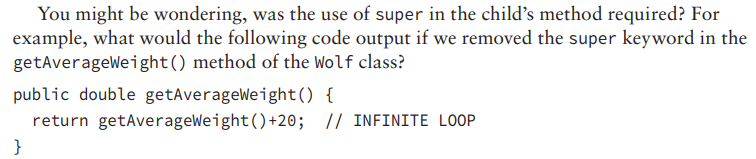 You might be wondering, was the use of super in the child’s method required? For
example, what would the following code output if we removed the super keyword in the
getAverageWeight() method of the Wolf class?
public double getAverageWeight() {
  return getAverageWeight()+20;  // INFINITE LOOP
}